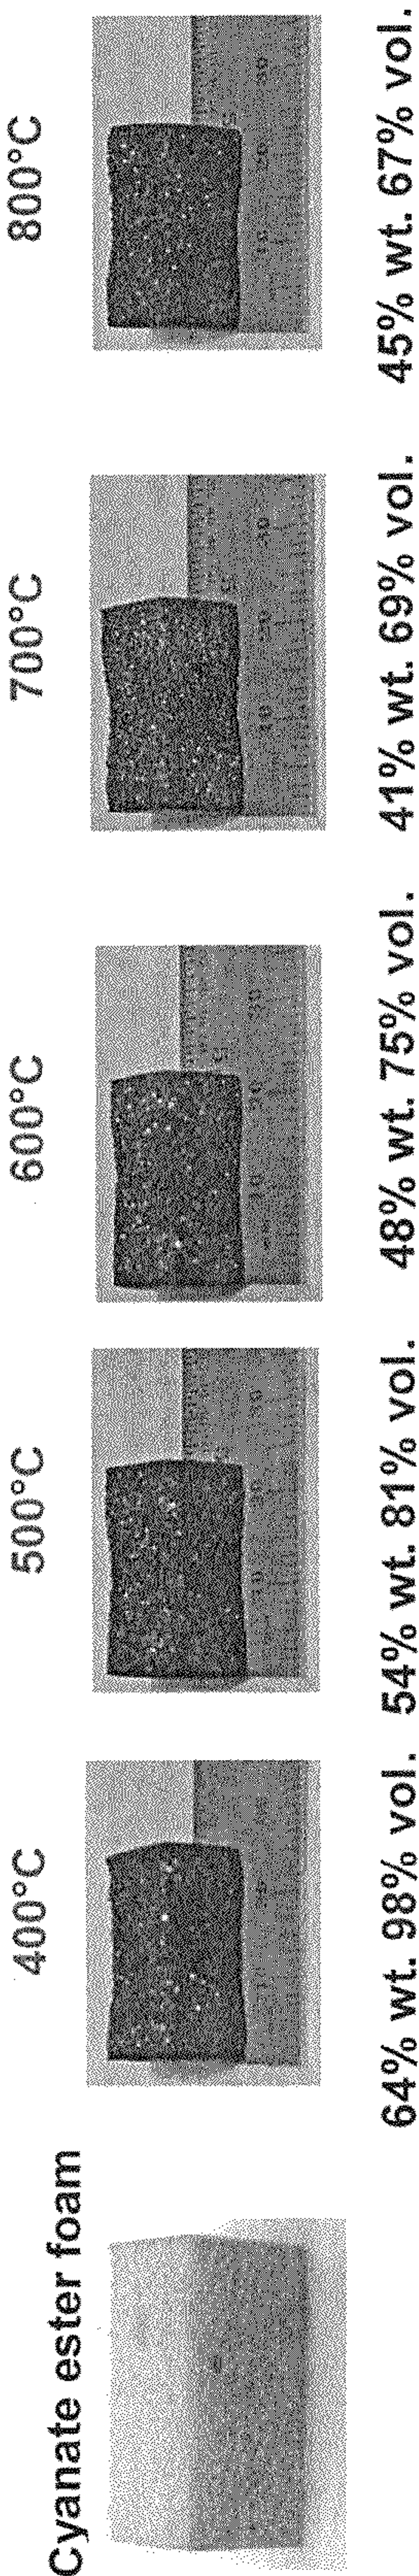 Cyanate ester foam
400°C
500°C
600°C
700°C
800°C
64% wt. 98% vol.
54% wt. 81% vol.
48% wt. 75% vol.
41% wt. 69% vol.
45% wt. 67% vol.